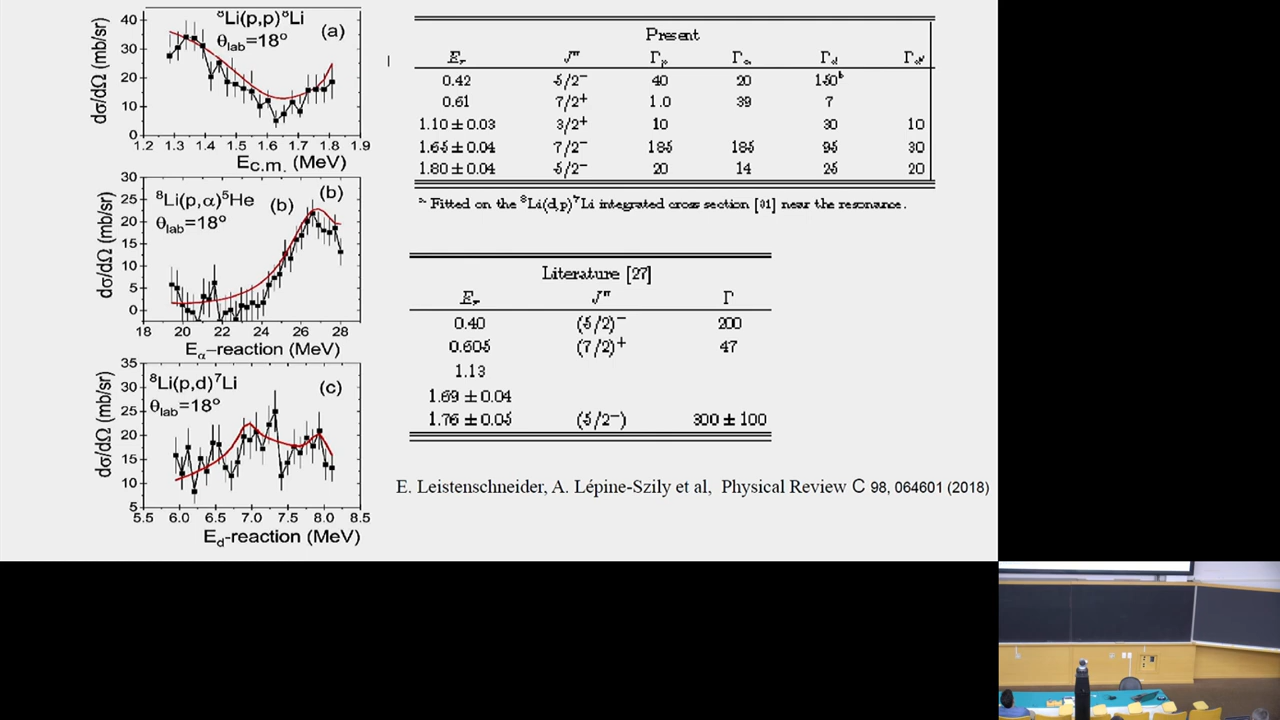 ⁸Li(p,p)⁸Li
(a)
θlab=18º
dσ/dΩ (mb/sr)
40
30
20
10
0
1.2 1.3 1.4 1.5 1.6 1.7 1.8 1.9
EC.m. (MeV)
⁸Li(p,α)⁵He
(b)
(b)
θlab=18º
dσ/dΩ (mb/sr)
30
25
20
15
10
5
0
18 20 22 24 26 28
Eα-reaction (MeV)
⁸Li(p,d)⁷Li
(c)
θlab=18º
dσ/dΩ (mb/sr)
35
30
25
20
15
10
5
5.5 6.0 6.5 7.0 7.5 8.0 8.5
Ed-reaction (MeV)
Present
Er Jπ Γp Γα Γd Γd'
0.42 5/2⁻ 40 20 150ᵇ
0.61 7/2⁺ 1.0 39 7
1.10 ± 0.03 3/2⁺ 10 30 10
1.65 ± 0.04 7/2⁻ 185 185 95 30
1.80 ± 0.04 5/2⁻ 20 14 25 20
Fitted on the ⁸Li(d,p)⁷Li integrated cross section [31] near the resonance.
Literature [27]
Er Jπ Γ
0.40 (5/2)⁻ 200
0.605 (7/2)⁺ 47
1.13
1.69 ± 0.04
1.76 ± 0.05 (5/2⁻) 300 ± 100
E. Leistenschneider, A. Lépine-Szily et al, Physical Review C 98, 064601 (2018)